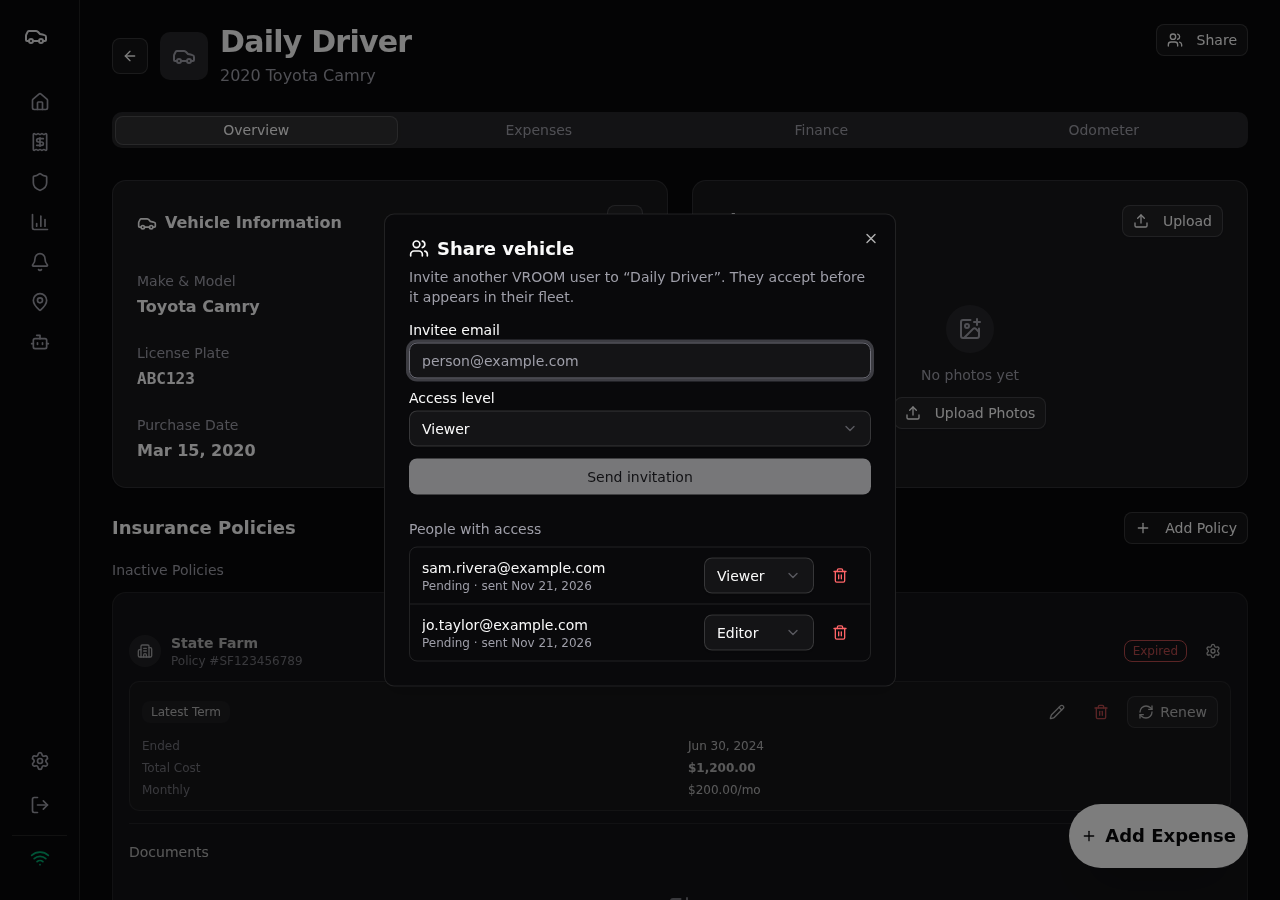 Daily Driver
2020 Toyota Camry
Share
Overview
Expenses
Finance
Odometer
Vehicle Information
Upload
Make & Model
Toyota Camry
License Plate
ABC123
Purchase Date
Mar 15, 2020
No photos yet
Upload Photos
Share vehicle
Invite another VROOM user to “Daily Driver”. They accept before
it appears in their fleet.
Invitee email
person@example.com
Access level
Viewer
Send invitation
People with access
sam.rivera@example.com
Pending · sent Nov 21, 2026
Viewer
jo.taylor@example.com
Pending · sent Nov 21, 2026
Editor
Insurance Policies
Add Policy
Inactive Policies
State Farm
Policy #SF123456789
Expired
Latest Term
Renew
Ended
Jun 30, 2024
Total Cost
$1,200.00
Monthly
$200.00/mo
Documents
Add Expense